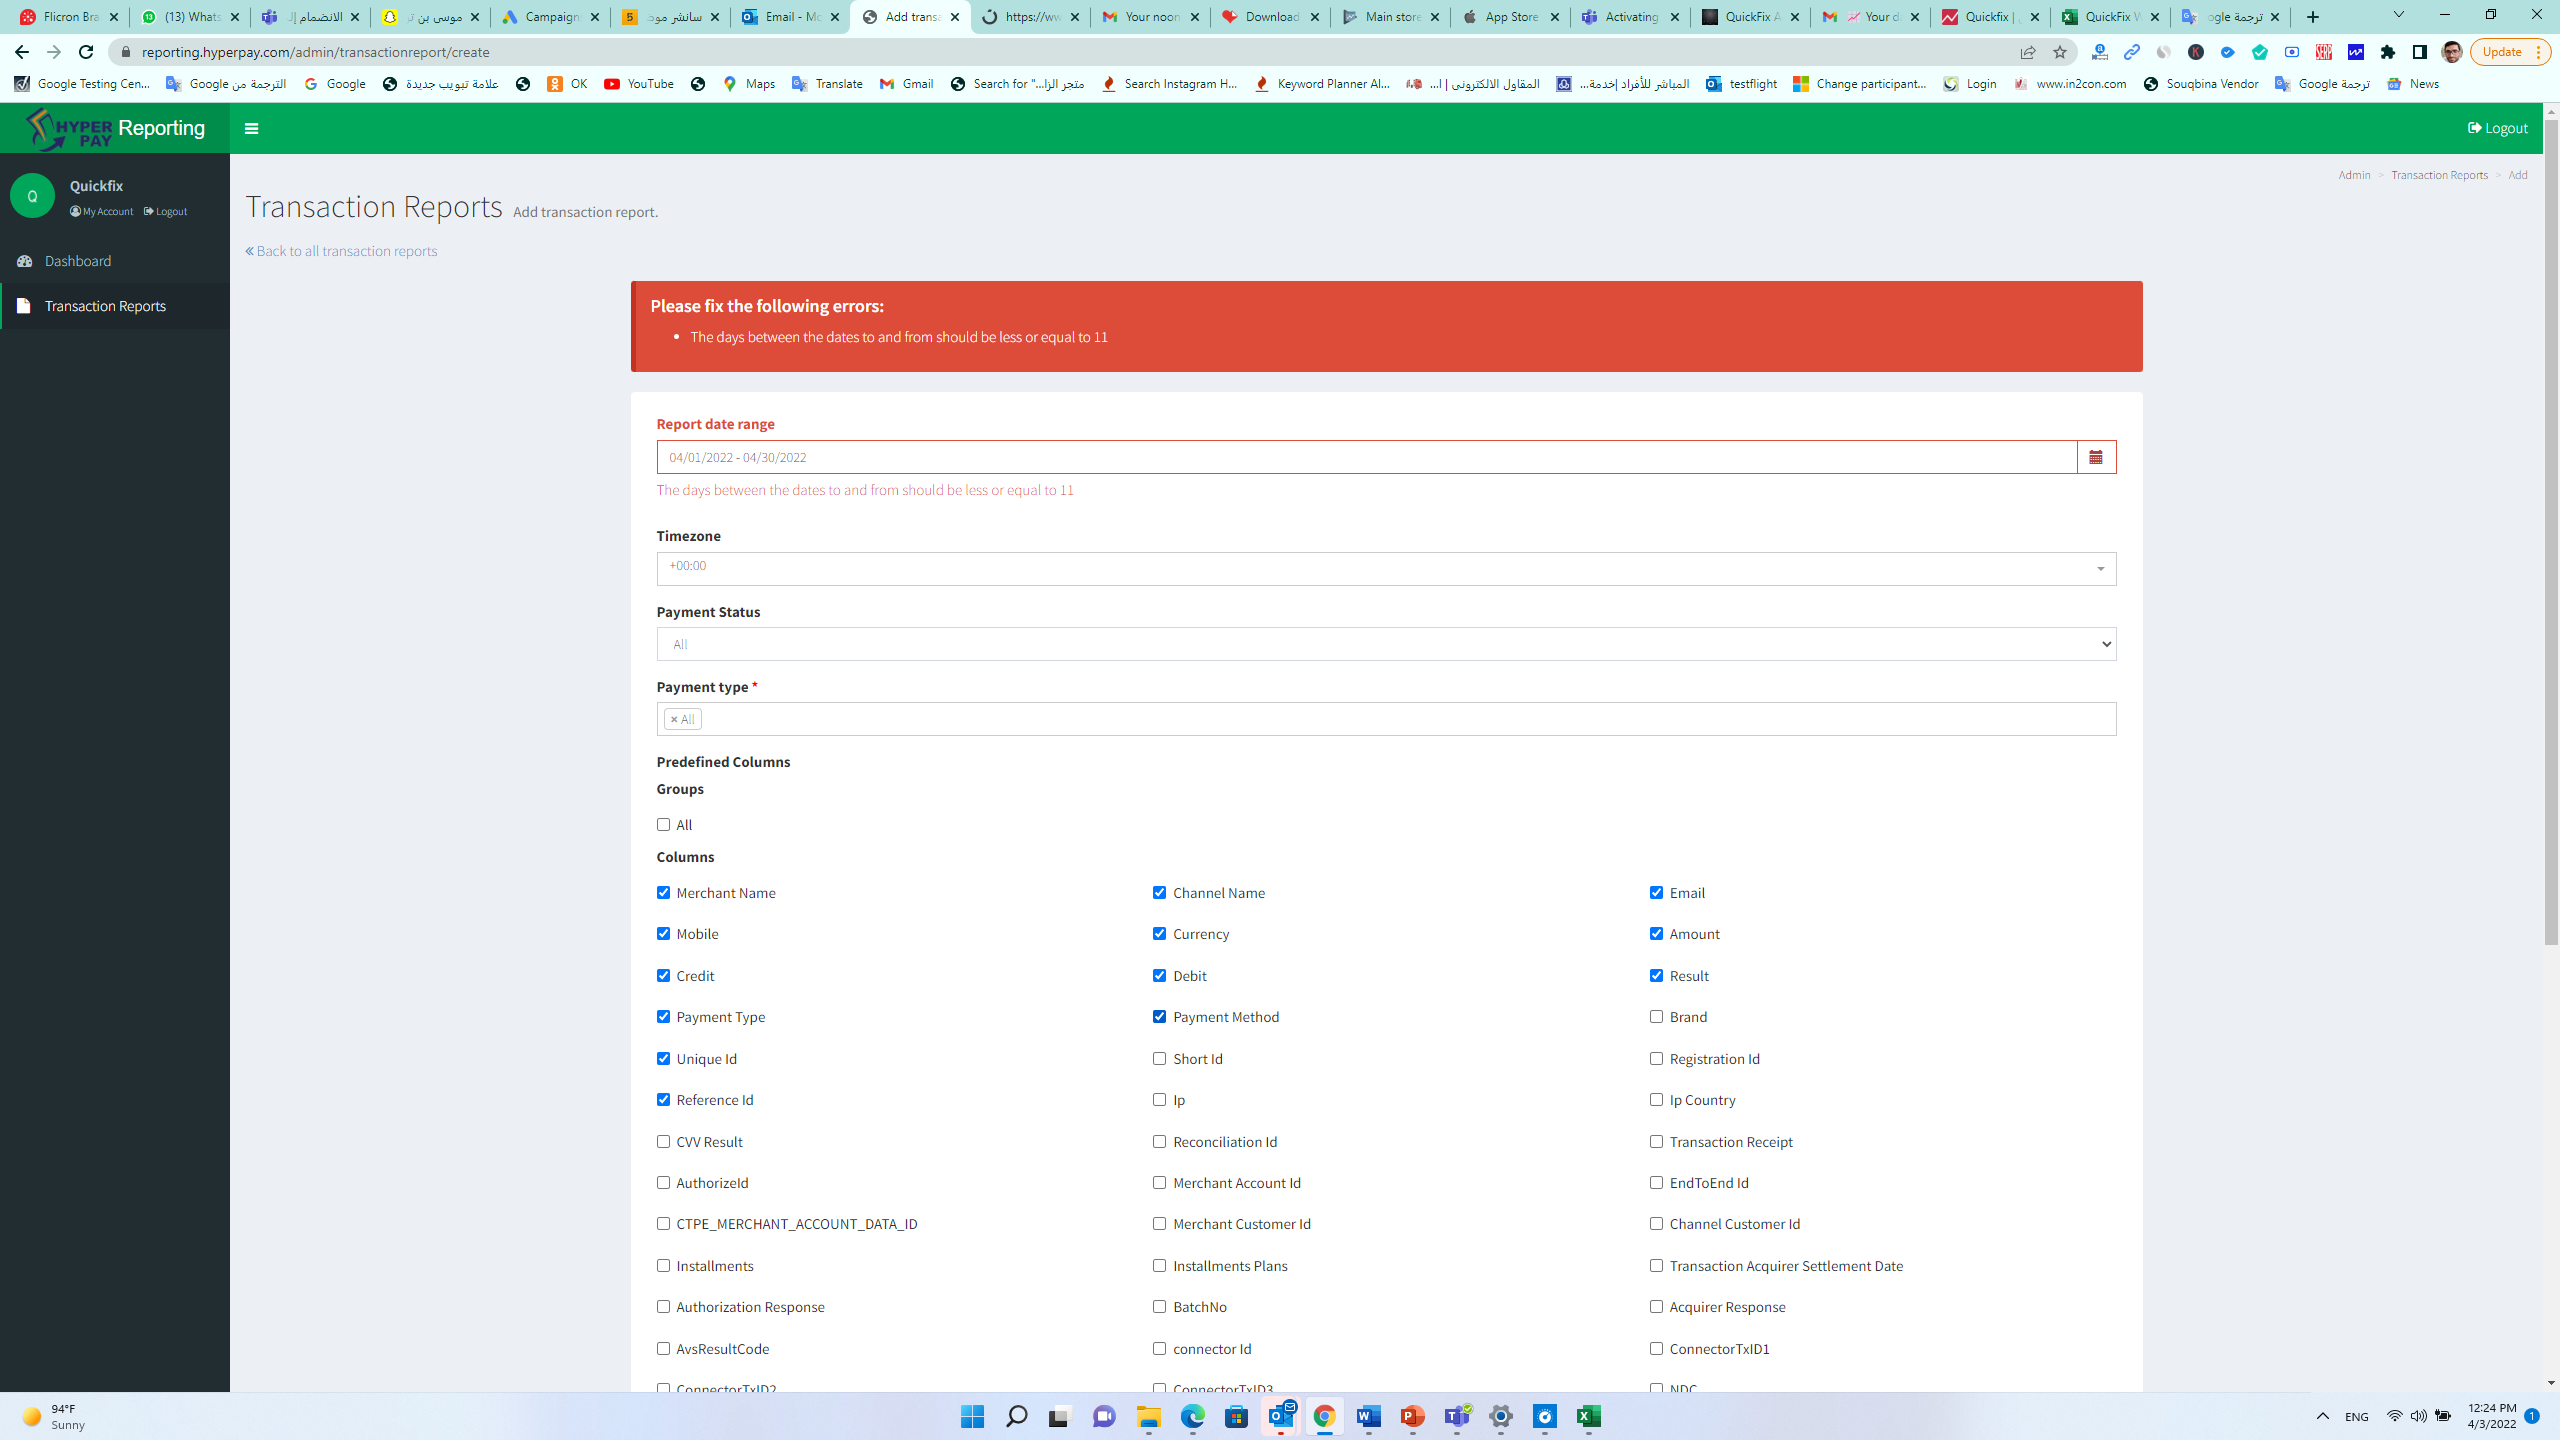 Flicron Bra
(13) Whats
الانضمام إلـ
موسى بن تر
Campaign
سانشر مود
Email - Mo
Add transa
https://ww
Your noon
Download
Main store
App Store
Activating
QuickFix A
Your d
Quickfix |
QuickFix W
ترجمة ogle
reporting.hyperpay.com/admin/transactionreport/create
Update
Google Testing Cen...
الترجمة من Google
Google
علامة تبويب جديدة
OK
YouTube
Maps
Translate
Gmail
Search for "...متجر الزا
Search Instagram H...
Keyword Planner Al...
المقاول الالكتروني | ا...
المباشر للأفراد |خدمة...
testflight
Change participant...
Login
www.in2con.com
Souqbina Vendor
ترجمة Google
News
HYPER PAY Reporting
Logout
Q
Quickfix
My Account Logout
Dashboard
Transaction Reports
Admin > Transaction Reports > Add
Transaction Reports Add transaction report.
« Back to all transaction reports
Please fix the following errors:
• The days between the dates to and from should be less or equal to 11
Report date range
04/01/2022 - 04/30/2022
The days between the dates to and from should be less or equal to 11
Timezone
+00:00
Payment Status
All
Payment type *
× All
Predefined Columns
Groups
All
Columns
Merchant Name Channel Name Email
Mobile Currency Amount
Credit Debit Result
Payment Type Payment Method Brand
Unique Id Short Id Registration Id
Reference Id Ip Ip Country
CVV Result Reconciliation Id Transaction Receipt
AuthorizeId Merchant Account Id EndToEnd Id
CTPE_MERCHANT_ACCOUNT_DATA_ID Merchant Customer Id Channel Customer Id
Installments Installments Plans Transaction Acquirer Settlement Date
Authorization Response BatchNo Acquirer Response
AvsResultCode connector Id ConnectorTxID1
ConnectorTxID2 ConnectorTxID3 NDC
94°F
Sunny
ENG
12:24 PM
4/3/2022
1